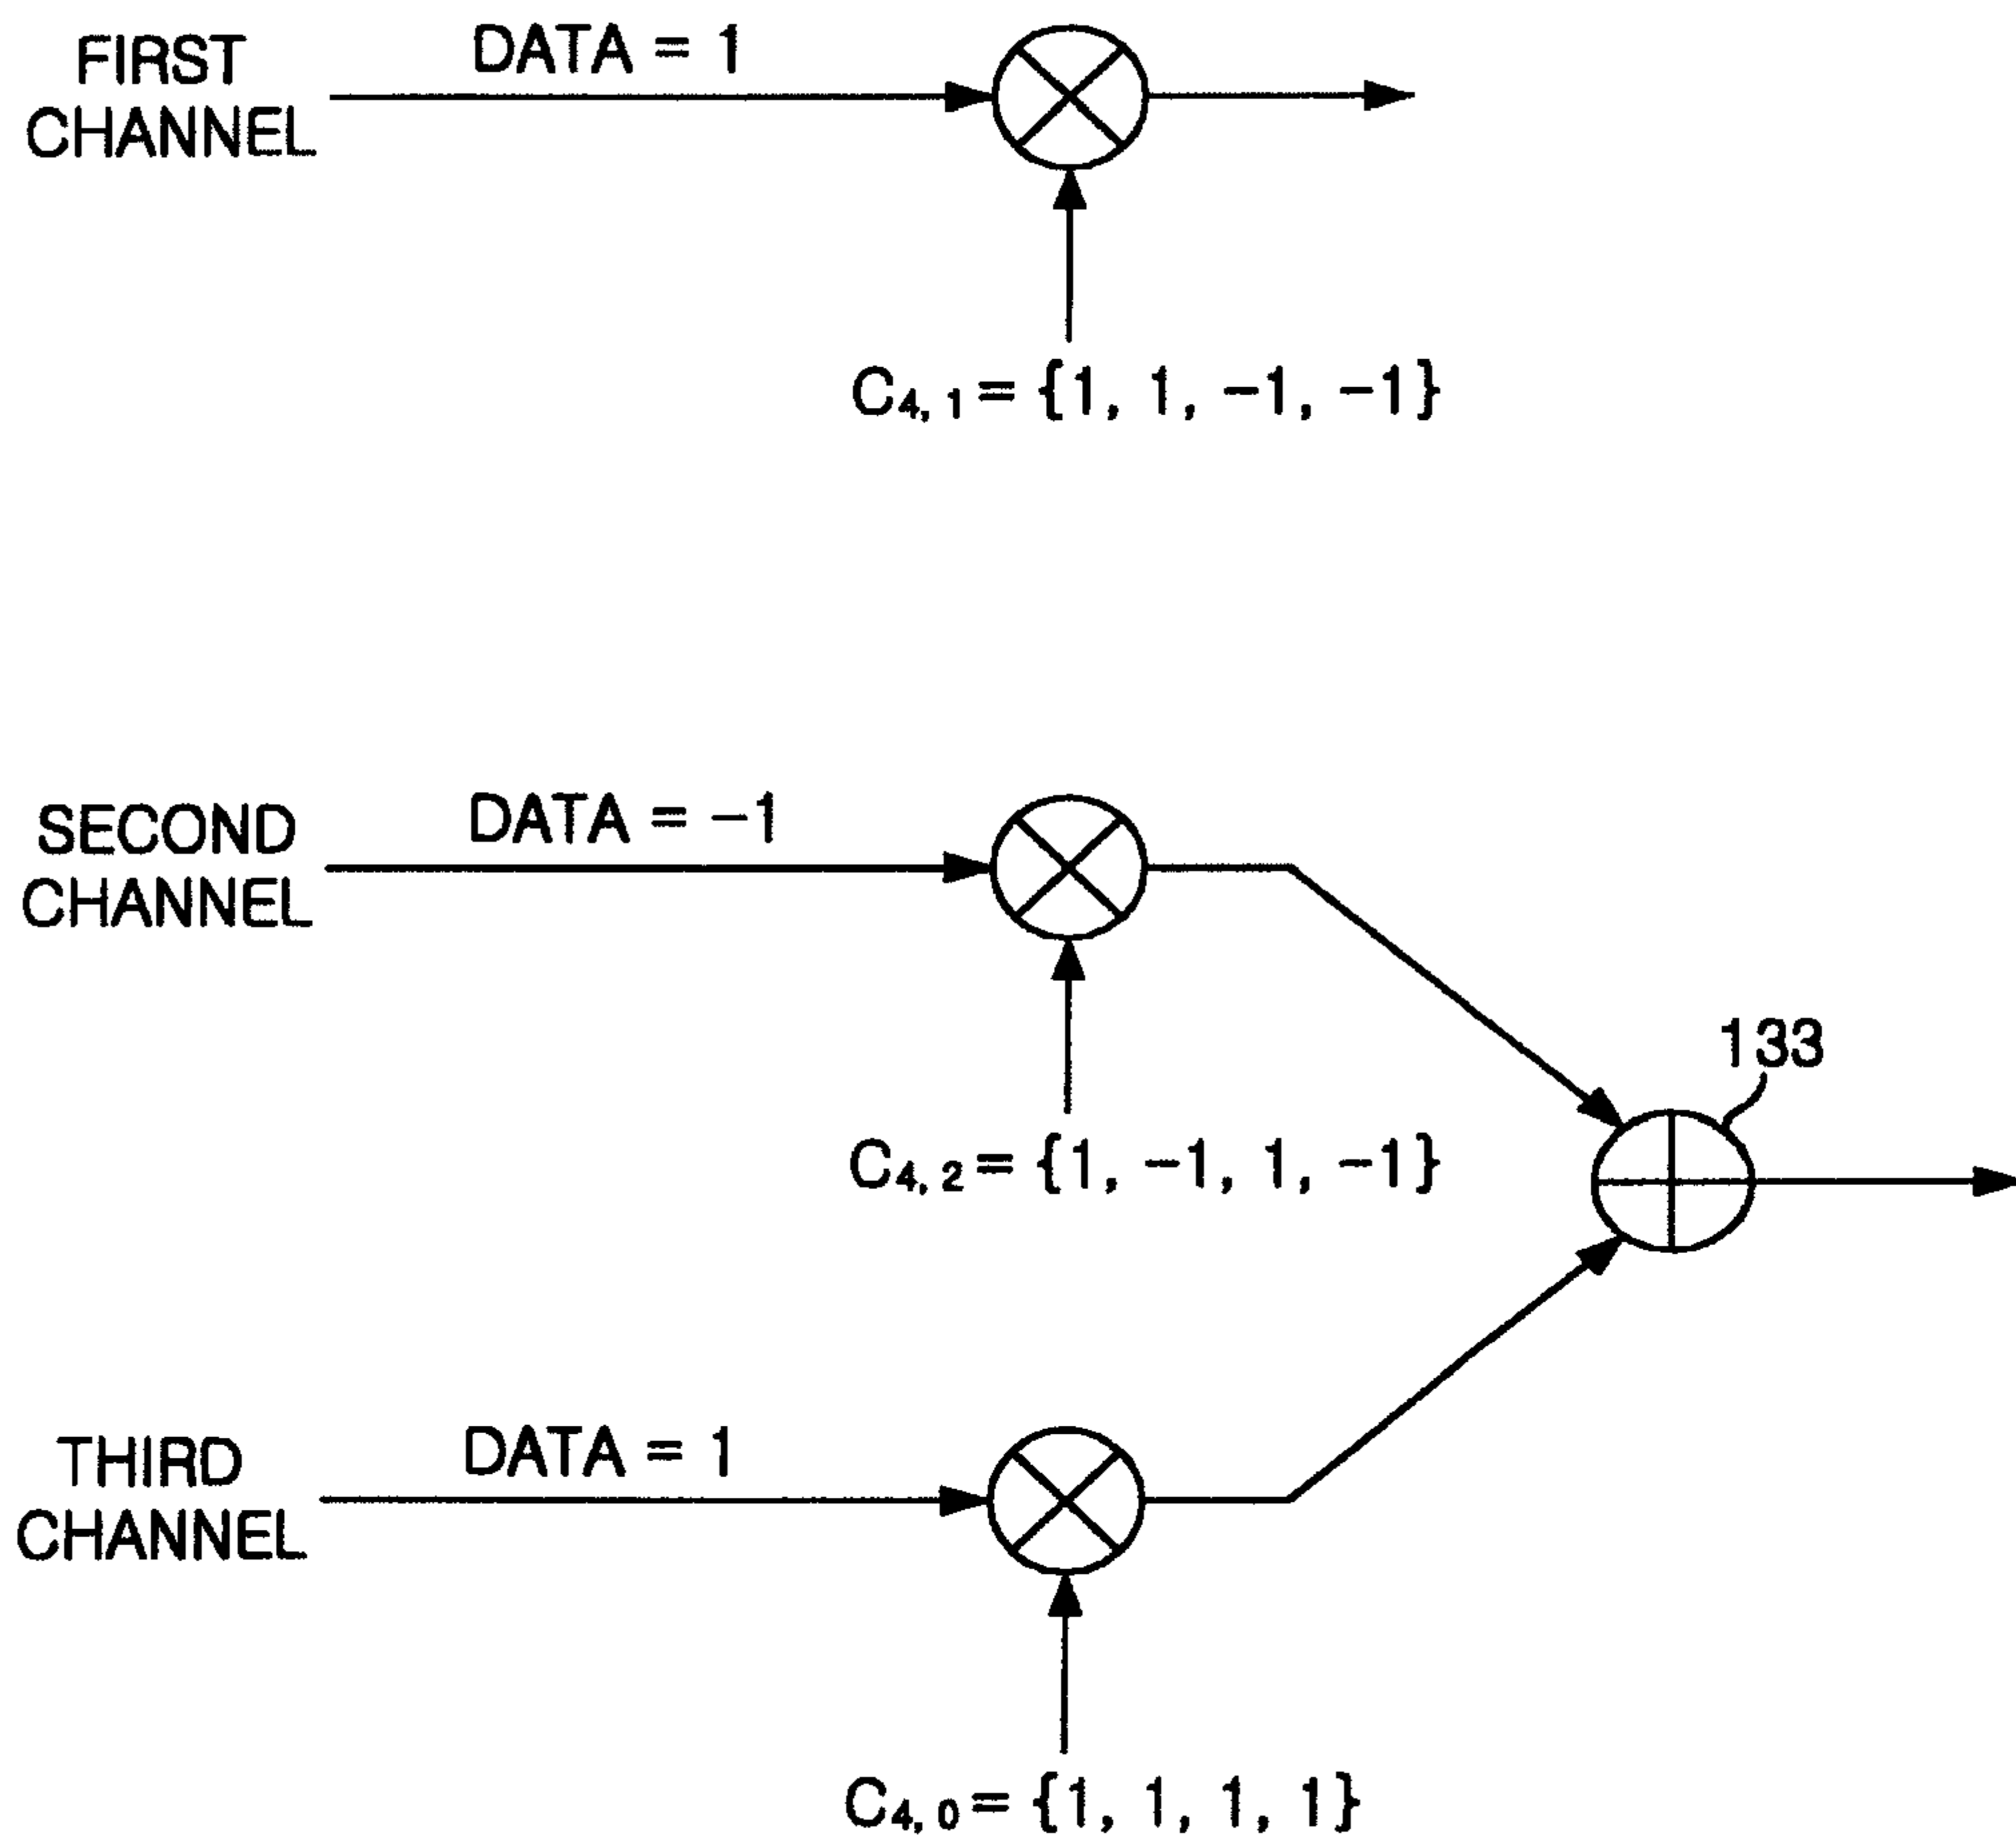 FIRST
CHANNEL
DATA = 1
C4, 1 = {1, 1, −1, −1}
SECOND
CHANNEL
DATA = −1
133
C4, 2 = {1, −1, 1, −1}
THIRD
CHANNEL
DATA = 1
C4, 0 = {1, 1, 1, 1}